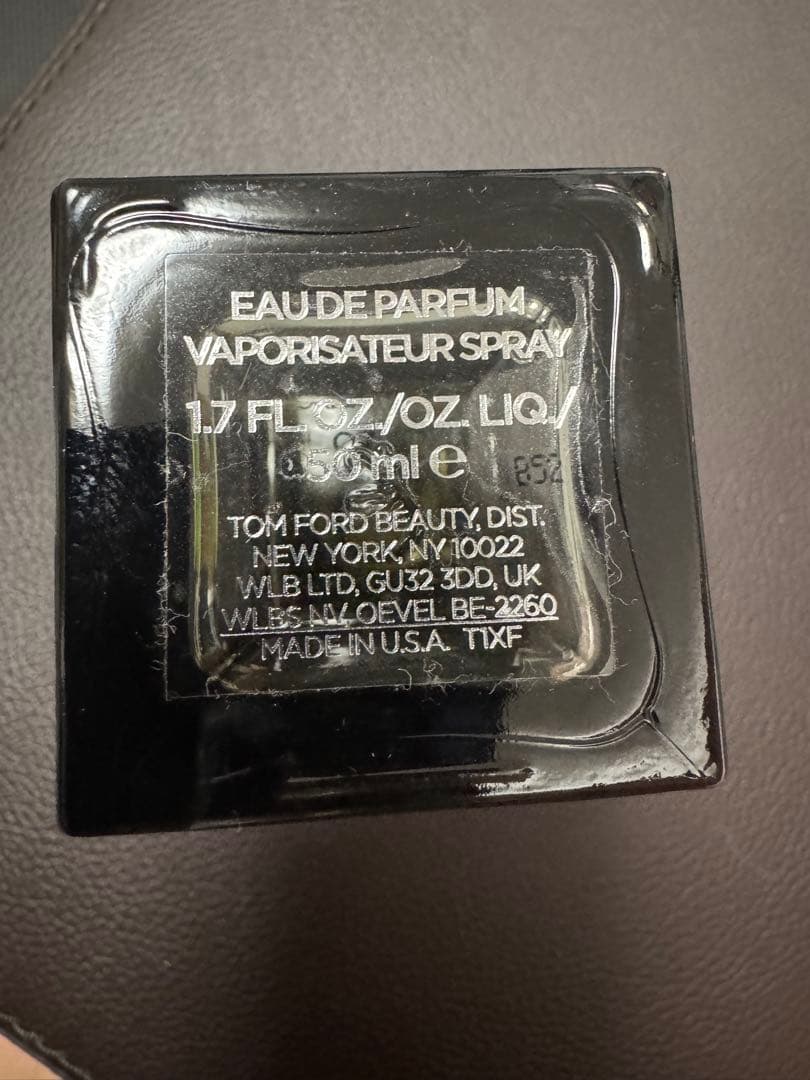 EAU DE PARFUM
VAPORISATEUR SPRAY
1.7 FL. OZ./OZ. LIQ./
50 ml e
B52
TOM FORD BEAUTY, DIST.
NEW YORK, NY 10022
WLB LTD, GU32 3DD, UK
WLBS NV, OEVEL BE-2260
MADE IN U.S.A. T1XF